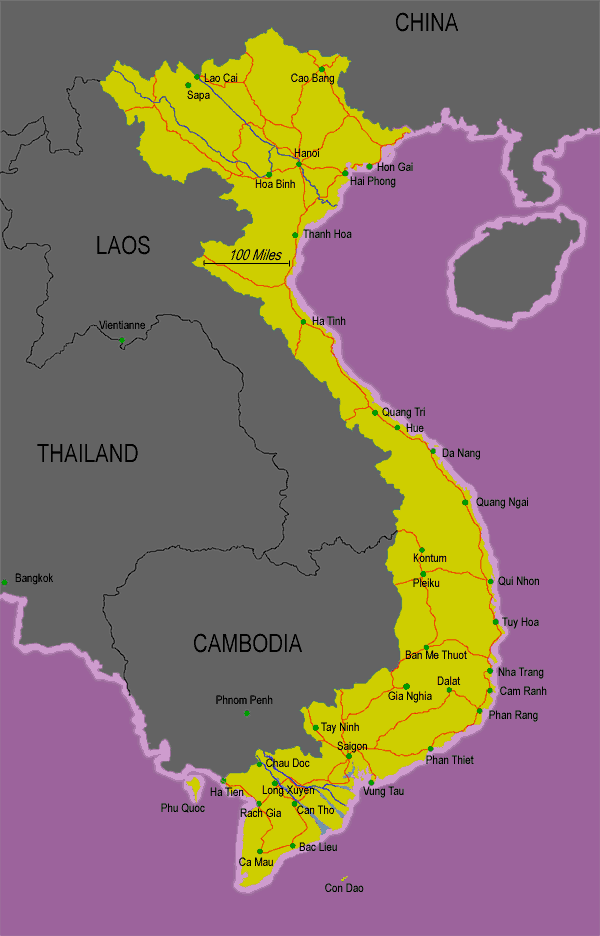 CHINA
Lao Cai
Cao Bang
Sapa
Hanoi
Hon Gai
Hoa Binh
Hai Phong
Thanh Hoa
LAOS
100 Miles
Ha Tinh
Vientianne
Quang Tri
Hue
THAILAND
Da Nang
Quang Ngai
Kontum
Bangkok
Pleiku
Qui Nhon
Tuy Hoa
CAMBODIA
Ban Me Thuot
Nha Trang
Dalat
Cam Ranh
Gia Nghia
Phnom Penh
Phan Rang
Tay Ninh
Saigon
Phan Thiet
Chau Doc
Ha Tien
Long Xuyen
Vung Tau
Phu Quoc
Rach Gia
Can Tho
Bac Lieu
Ca Mau
Con Dao